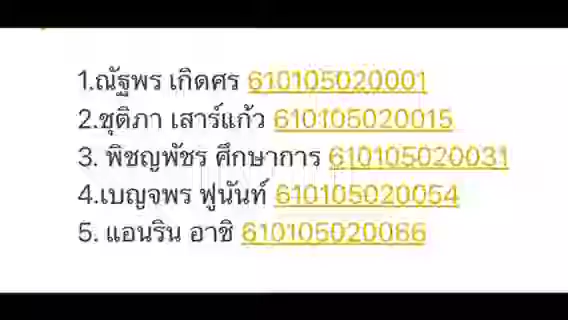 1.ณัฐพร เกิดศร 610105020001
2.ชุติภา เสาร์แก้ว 610105020015
3. พิชญพัชร ศึกษาการ 610105020031
4.เบญจพร ฟูนันท์ 610105020054
5. แอนริน อาชิ 610105020066